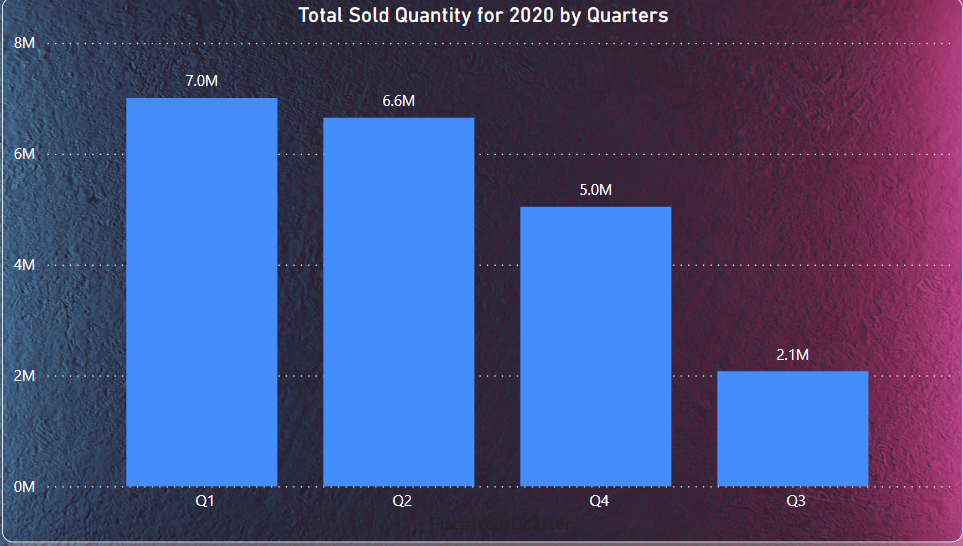 Total Sold Quantity for 2020 by Quarters
8M
7.0M
6.6M
6M
5.0M
4M
2.1M
2M
0M
Q1 Q2 Q4 Q3